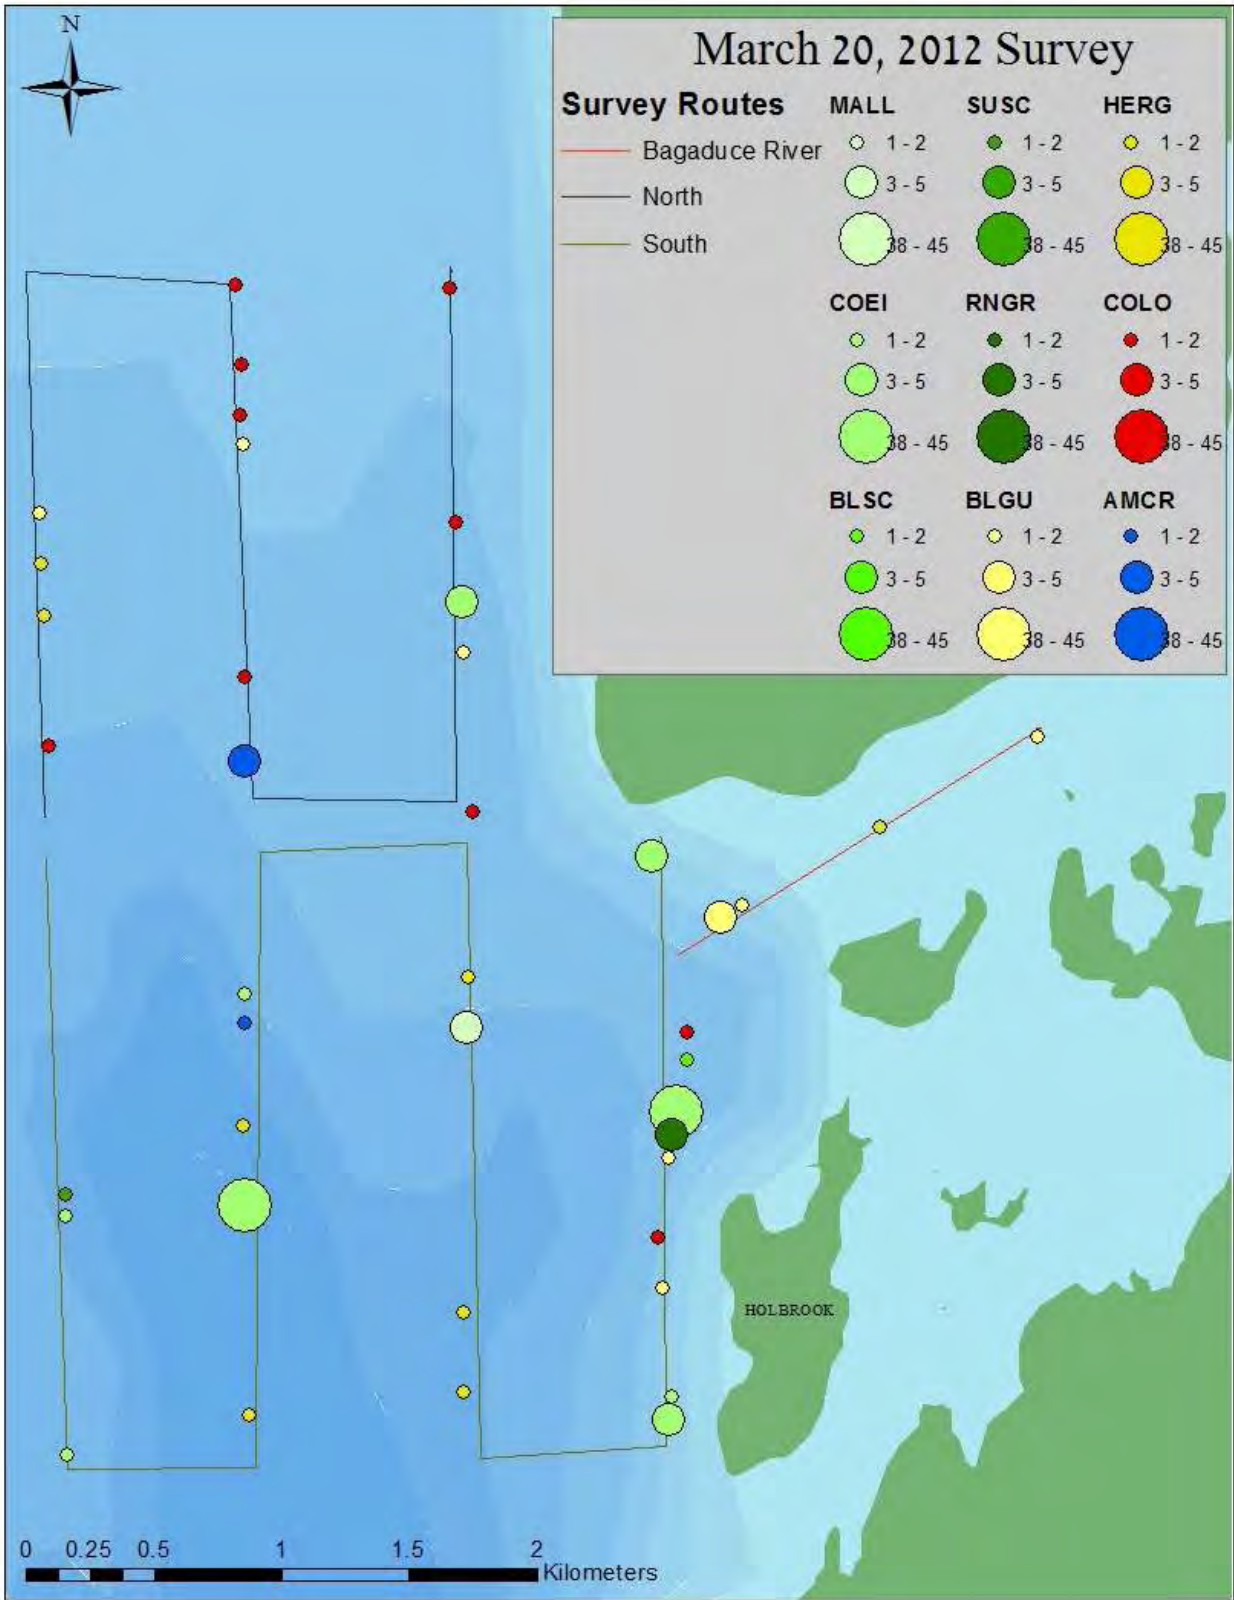 N
March 20, 2012 Survey
Survey Routes
Bagaduce River
North
South
MALL SUSC HERG
1 - 2 1 - 2 1 - 2
3 - 5 3 - 5 3 - 5
38 - 45 38 - 45 38 - 45
COEI RNGR COLO
1 - 2 1 - 2 1 - 2
3 - 5 3 - 5 3 - 5
38 - 45 38 - 45 38 - 45
BLSC BLGU AMCR
1 - 2 1 - 2 1 - 2
3 - 5 3 - 5 3 - 5
38 - 45 38 - 45 38 - 45
HOLBROOK
0 0.25 0.5 1 1.5 2
Kilometers